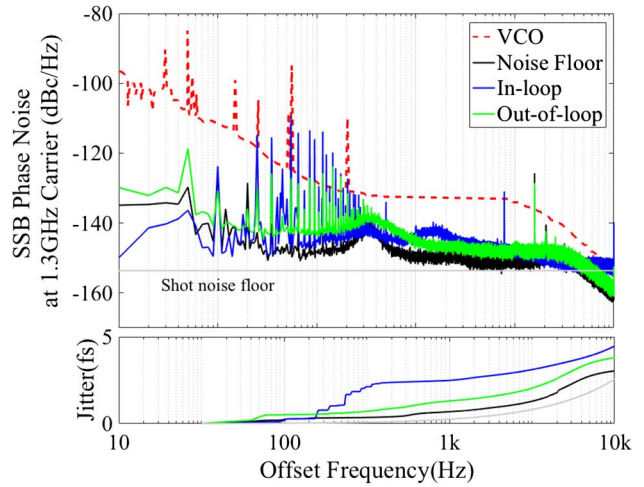 -80
-100
-120
-140
-160
SSB Phase Noise
at 1.3GHz Carrier (dBc/Hz)
VCO
Noise Floor
In-loop
Out-of-loop
Shot noise floor
5
0
Jitter(fs)
10
100
1k
10k
Offset Frequency(Hz)